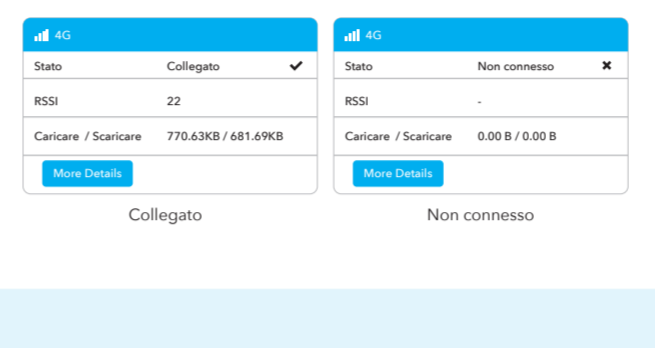 4G
Stato Collegato
RSSI 22
Caricare / Scaricare 770.63KB / 681.69KB
More Details
Collegato
4G
Stato Non connesso
RSSI -
Caricare / Scaricare 0.00 B / 0.00 B
More Details
Non connesso